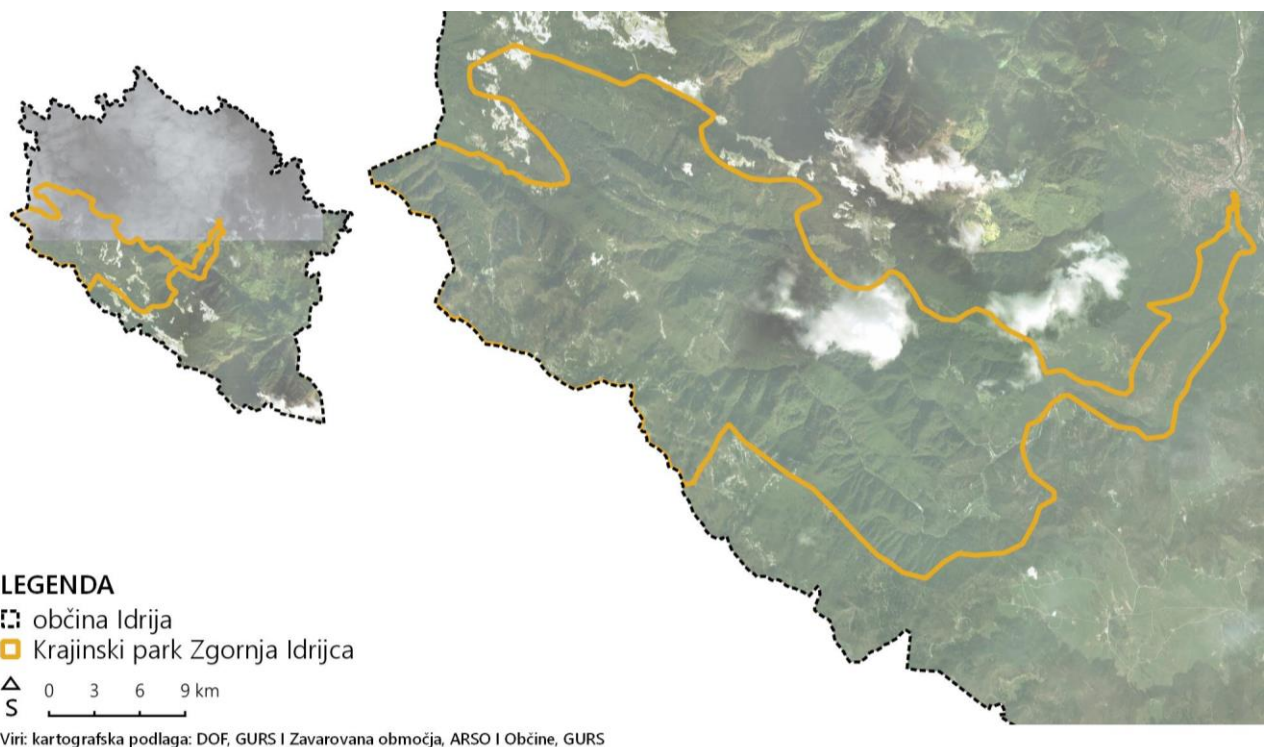 LEGENDA
občina Idrija
Krajinski park Zgornja Idrijca
0 3 6 9 km
S
Viri: kartografska podlaga: DOF, GURS I Zavarovana območja, ARSO I Občine, GURS